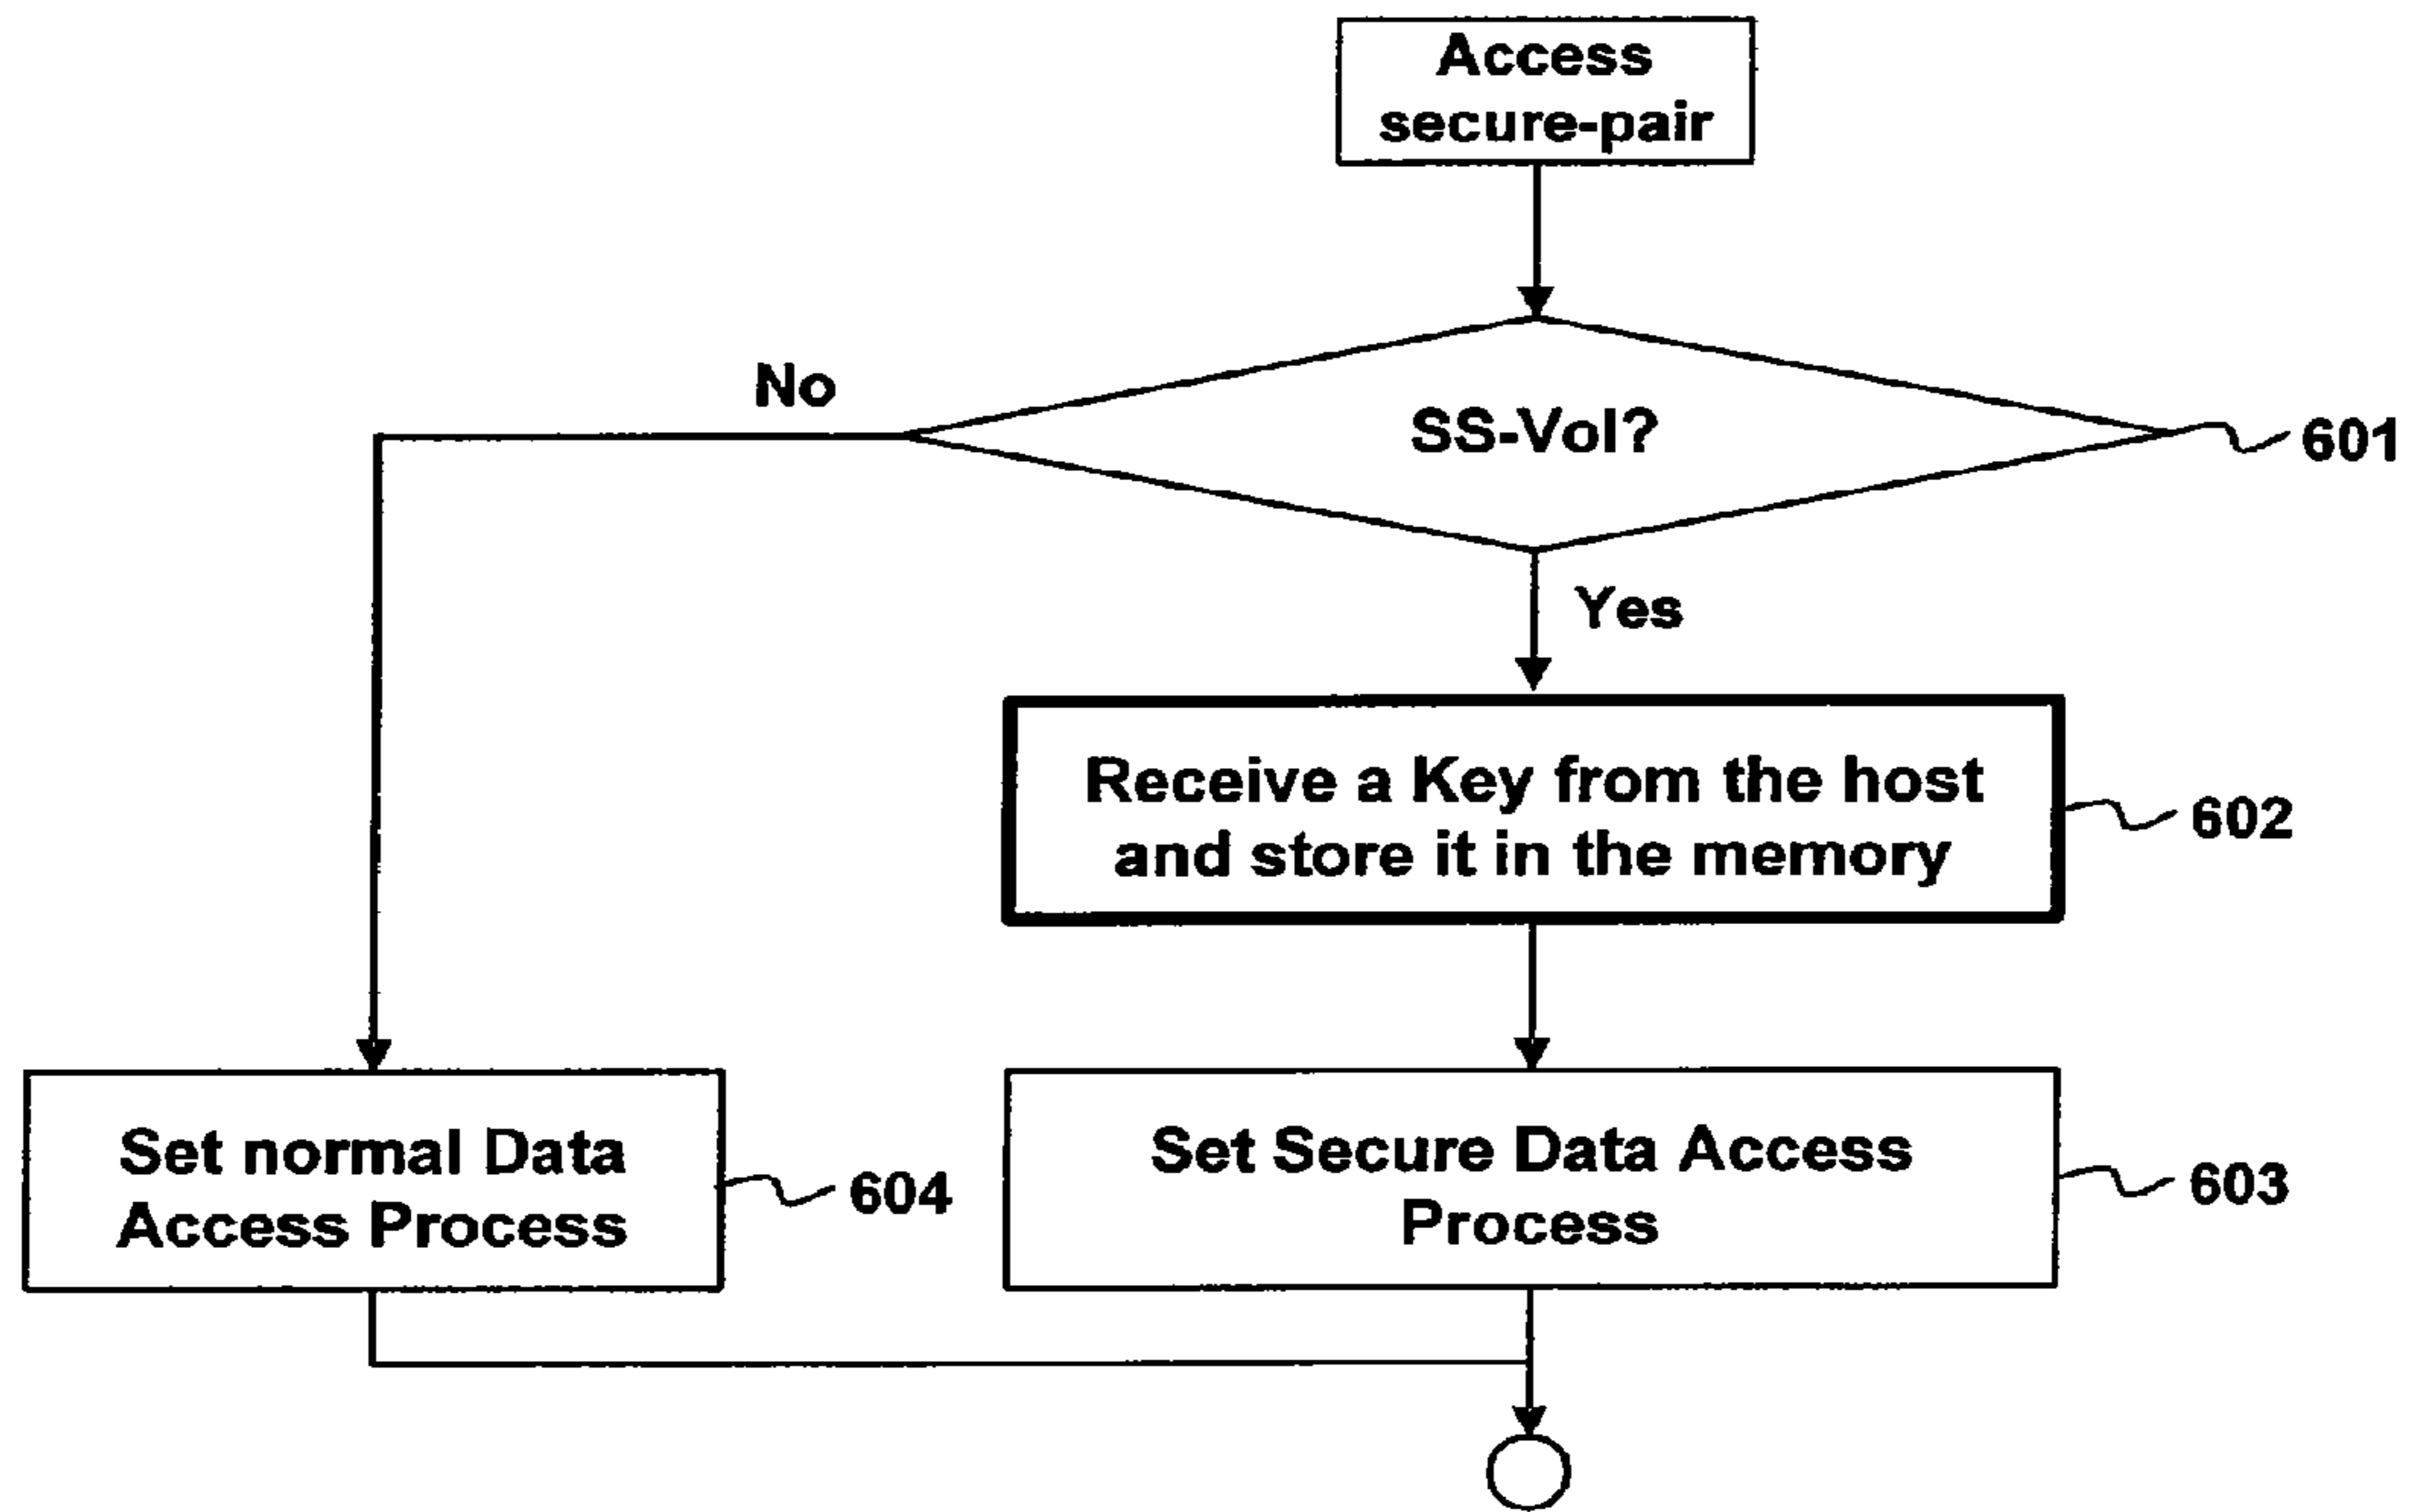 Access
secure-pair
No
SS-Vol?
601
Yes
Receive a Key from the host
and store it in the memory
602
Set normal Data
Access Process
604
Set Secure Data Access
Process
603